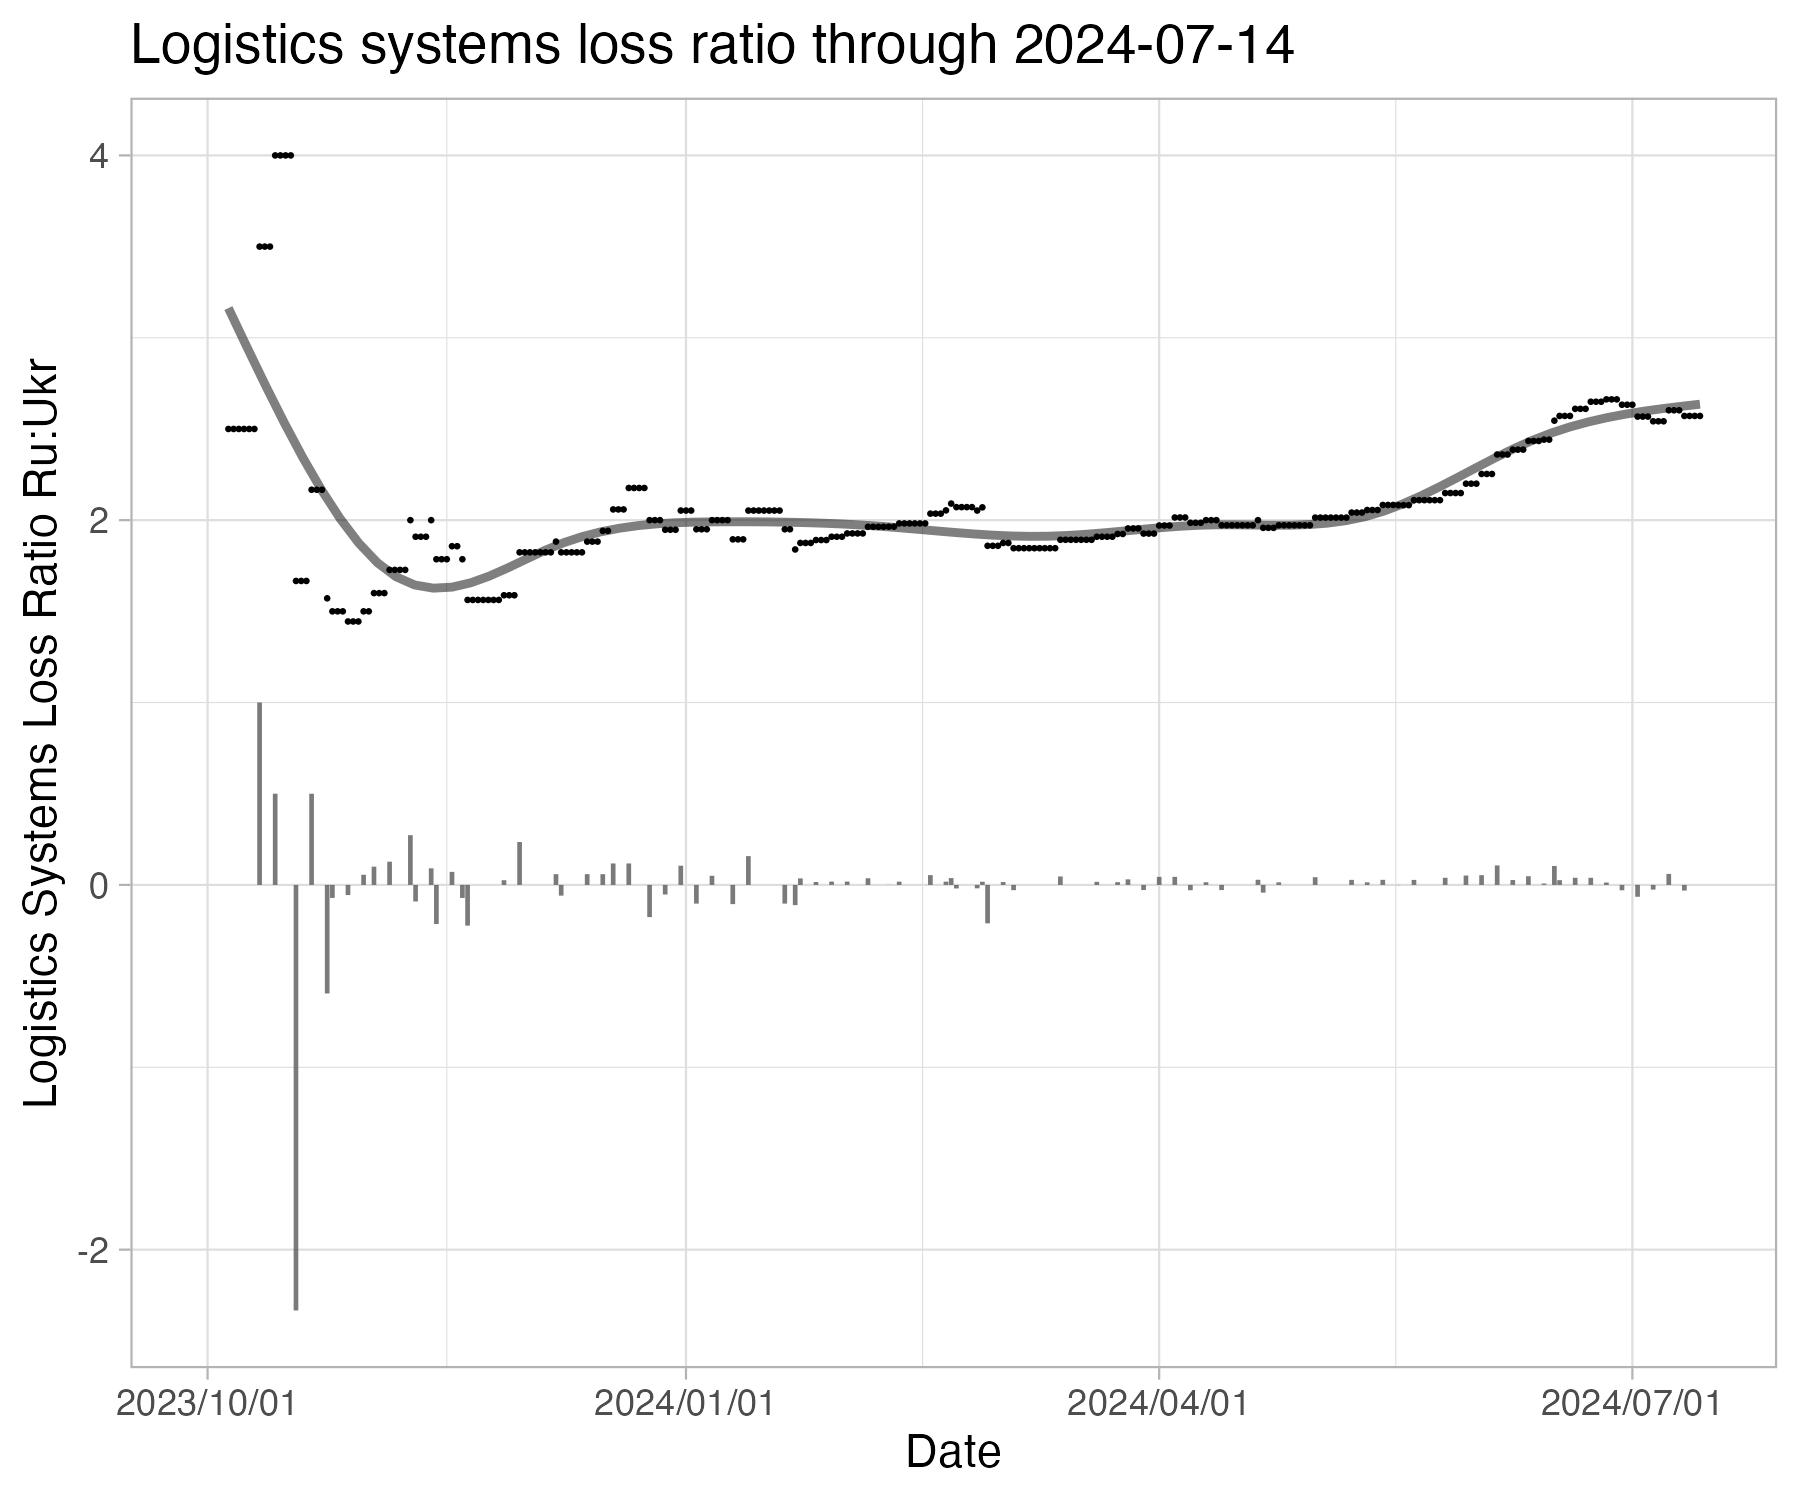 Logistics systems loss ratio through 2024-07-14
Logistics Systems Loss Ratio Ru:Ukr
4
2
0
-2
2023/10/01
2024/01/01
2024/04/01
2024/07/01
Date